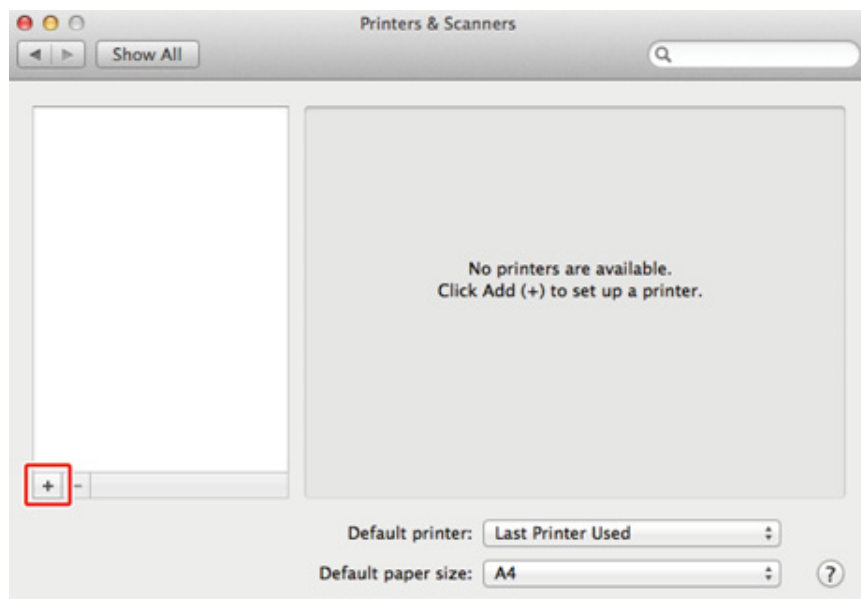 Printers & Scanners
Show All
No printers are available.
Click Add (+) to set up a printer.
+ -
Default printer: Last Printer Used
Default paper size: A4 ?